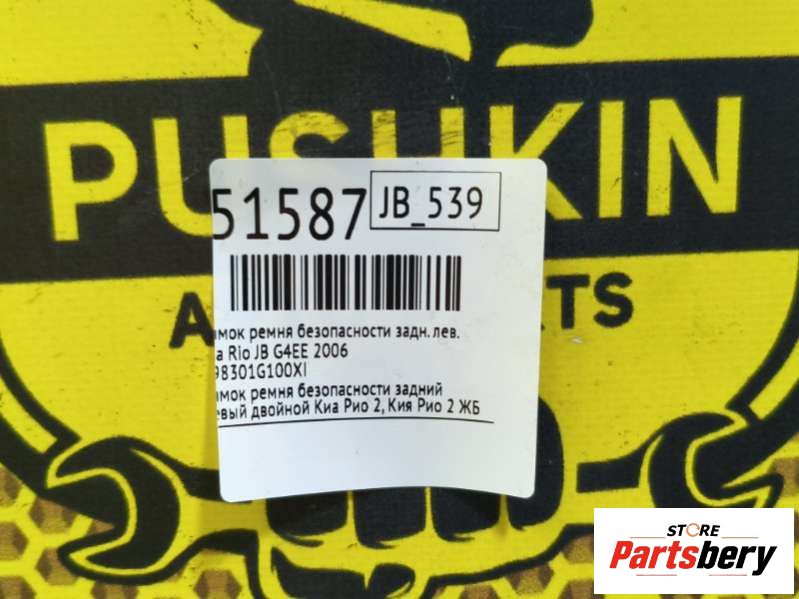 PUSHKIN
51587
JB_539
амок ремня безопасности задн. лев.
a Rio JB G4EE 2006
98301G100XI
амок ремня безопасности задний
евый двойной Киа Рио 2, Кия Рио 2 ЖБ
STORE
Partsbery